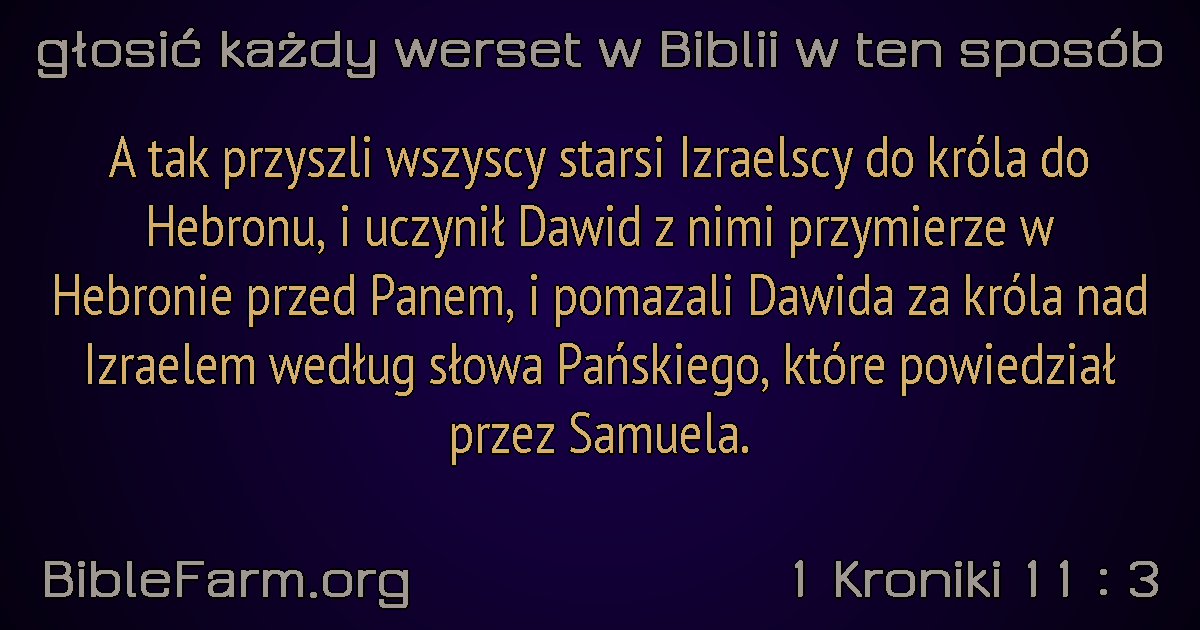 głosić każdy werset w Biblii w ten sposób
A tak przyszli wszyscy starsi Izraelscy do króla do
Hebronu, i uczynił Dawid z nimi przymierze w
Hebronie przed Panem, i pomazali Dawida za króla nad
Izraelem według słowa Pańskiego, które powiedział
przez Samuela.
BibleFarm.org
1 Kroniki 11 : 3